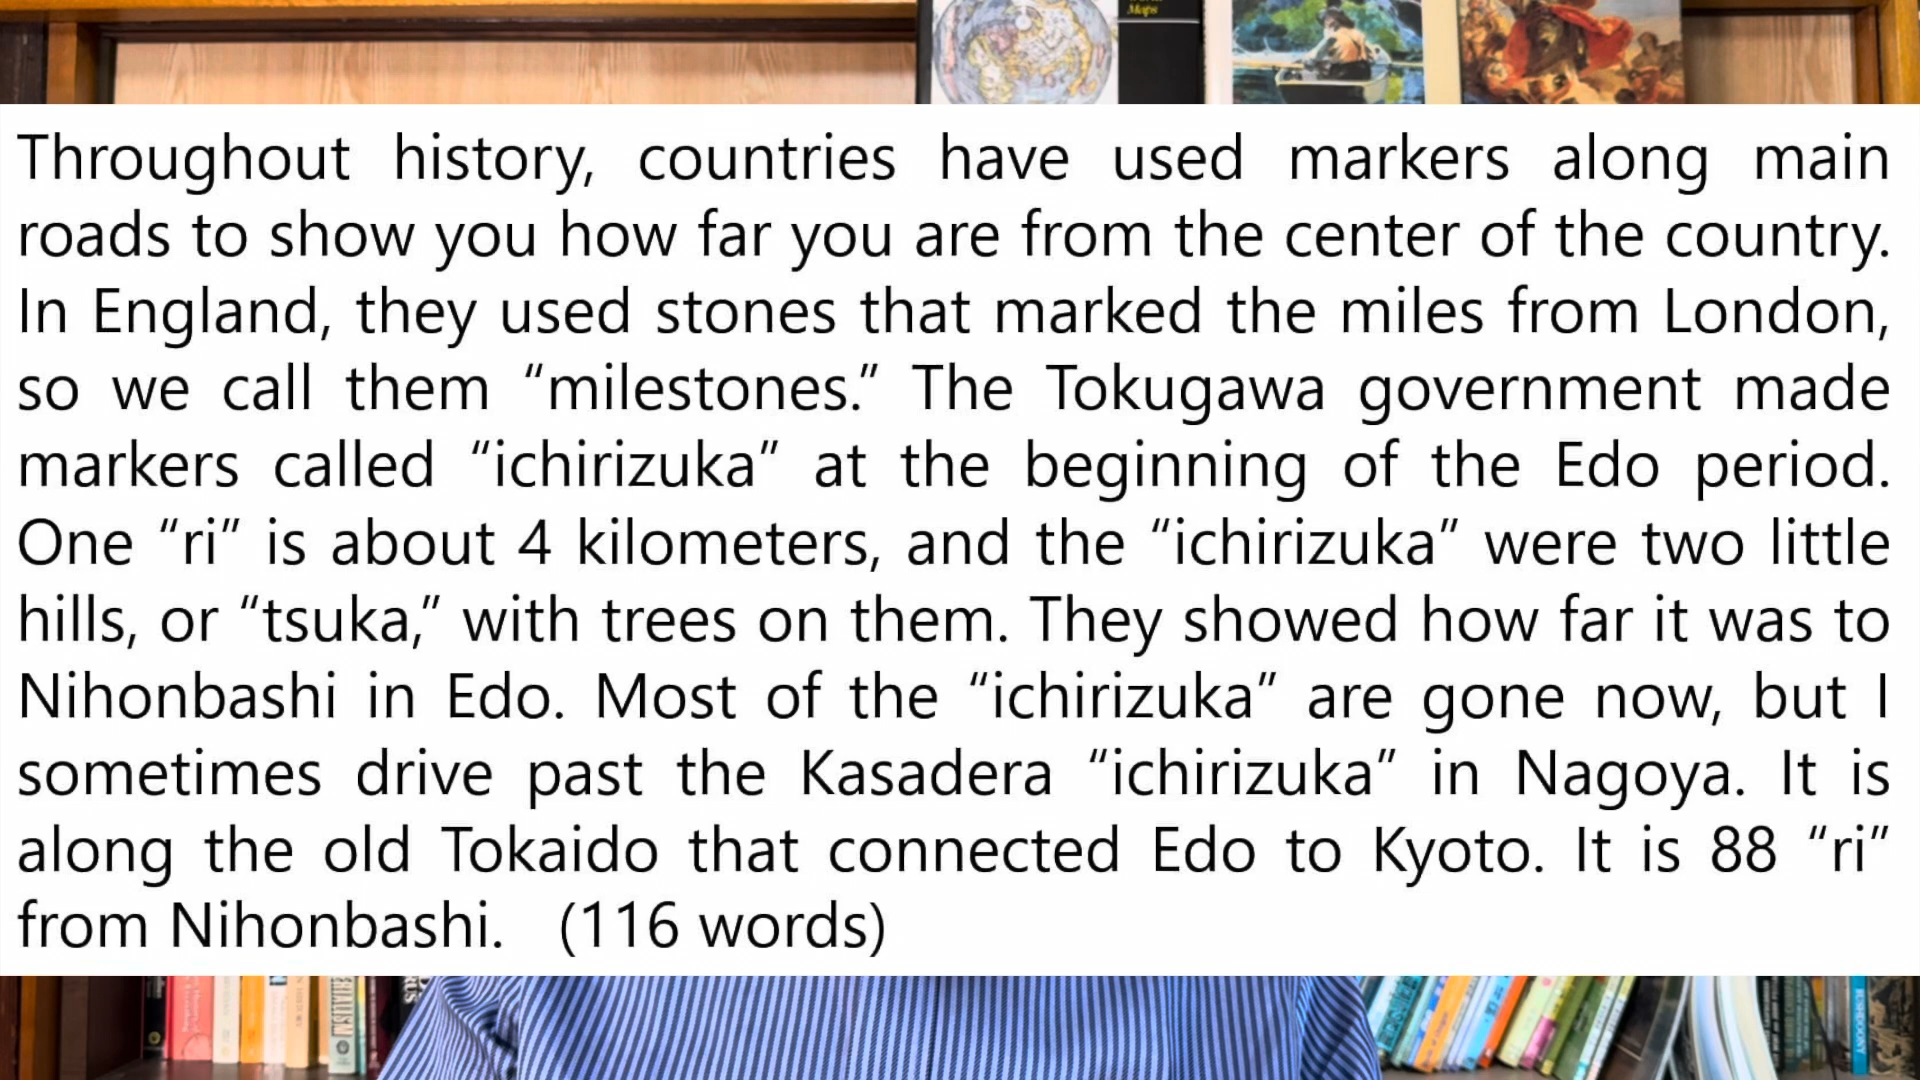 Maps
Throughout history, countries have used markers along main
roads to show you how far you are from the center of the country.
In England, they used stones that marked the miles from London,
so we call them “milestones.” The Tokugawa government made
markers called “ichirizuka” at the beginning of the Edo period.
One “ri” is about 4 kilometers, and the “ichirizuka” were two little
hills, or “tsuka,” with trees on them. They showed how far it was to
Nihonbashi in Edo. Most of the “ichirizuka” are gone now, but I
sometimes drive past the Kasadera “ichirizuka” in Nagoya. It is
along the old Tokaido that connected Edo to Kyoto. It is 88 “ri”
from Nihonbashi. (116 words)